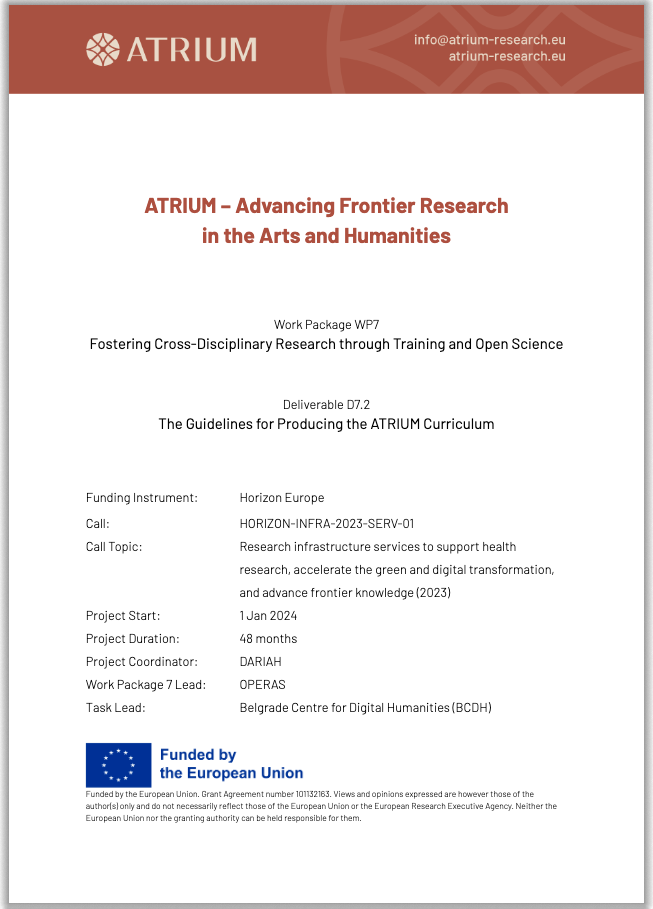 ATRIUM
info@atrium-research.eu
atrium-research.eu
ATRIUM – Advancing Frontier Research
in the Arts and Humanities
Work Package WP7
Fostering Cross-Disciplinary Research through Training and Open Science
Deliverable D7.2
The Guidelines for Producing the ATRIUM Curriculum
Funding Instrument: Horizon Europe
Call: HORIZON-INFRA-2023-SERV-01
Call Topic: Research infrastructure services to support health
research, accelerate the green and digital transformation,
and advance frontier knowledge (2023)
Project Start: 1 Jan 2024
Project Duration: 48 months
Project Coordinator: DARIAH
Work Package 7 Lead: OPERAS
Task Lead: Belgrade Centre for Digital Humanities (BCDH)
Funded by
the European Union
Funded by the European Union. Grant Agreement number 101132163. Views and opinions expressed are however those of the
author(s) only and do not necessarily reflect those of the European Union or the European Research Executive Agency. Neither the
European Union nor the granting authority can be held responsible for them.